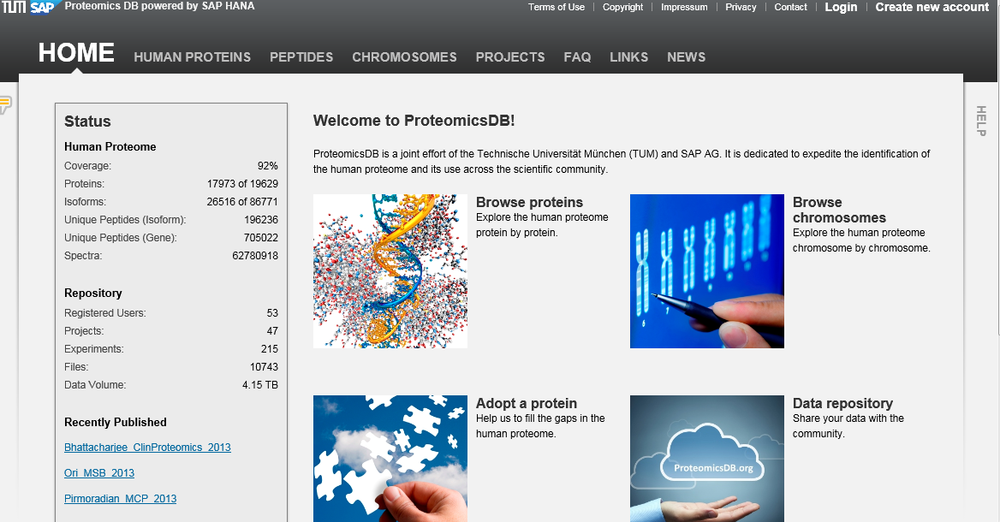 TUM SAP Proteomics DB powered by SAP HANA
Terms of Use | Copyright | Impressum | Privacy | Contact | Login | Create new account
HOME HUMAN PROTEINS PEPTIDES CHROMOSOMES PROJECTS FAQ LINKS NEWS
HELP
Status
Human Proteome
Coverage: 92%
Proteins: 17973 of 19629
Isoforms: 26516 of 86771
Unique Peptides (Isoform): 196236
Unique Peptides (Gene): 705022
Spectra: 62780918
Repository
Registered Users: 53
Projects: 47
Experiments: 215
Files: 10743
Data Volume: 4.15 TB
Recently Published
Bhattacharjee_ClinProteomics_2013
Ori_MSB_2013
Pirmoradian_MCP_2013
Welcome to ProteomicsDB!
ProteomicsDB is a joint effort of the Technische Universität München (TUM) and SAP AG. It is dedicated to expedite the identification of
the human proteome and its use across the scientific community.
Browse proteins
Explore the human proteome
protein by protein.
Browse
chromosomes
Explore the human proteome
chromosome by chromosome.
6 7
Adopt a protein
Help us to fill the gaps in the
human proteome.
Data repository
Share your data with the
community.
ProteomicsDB.org